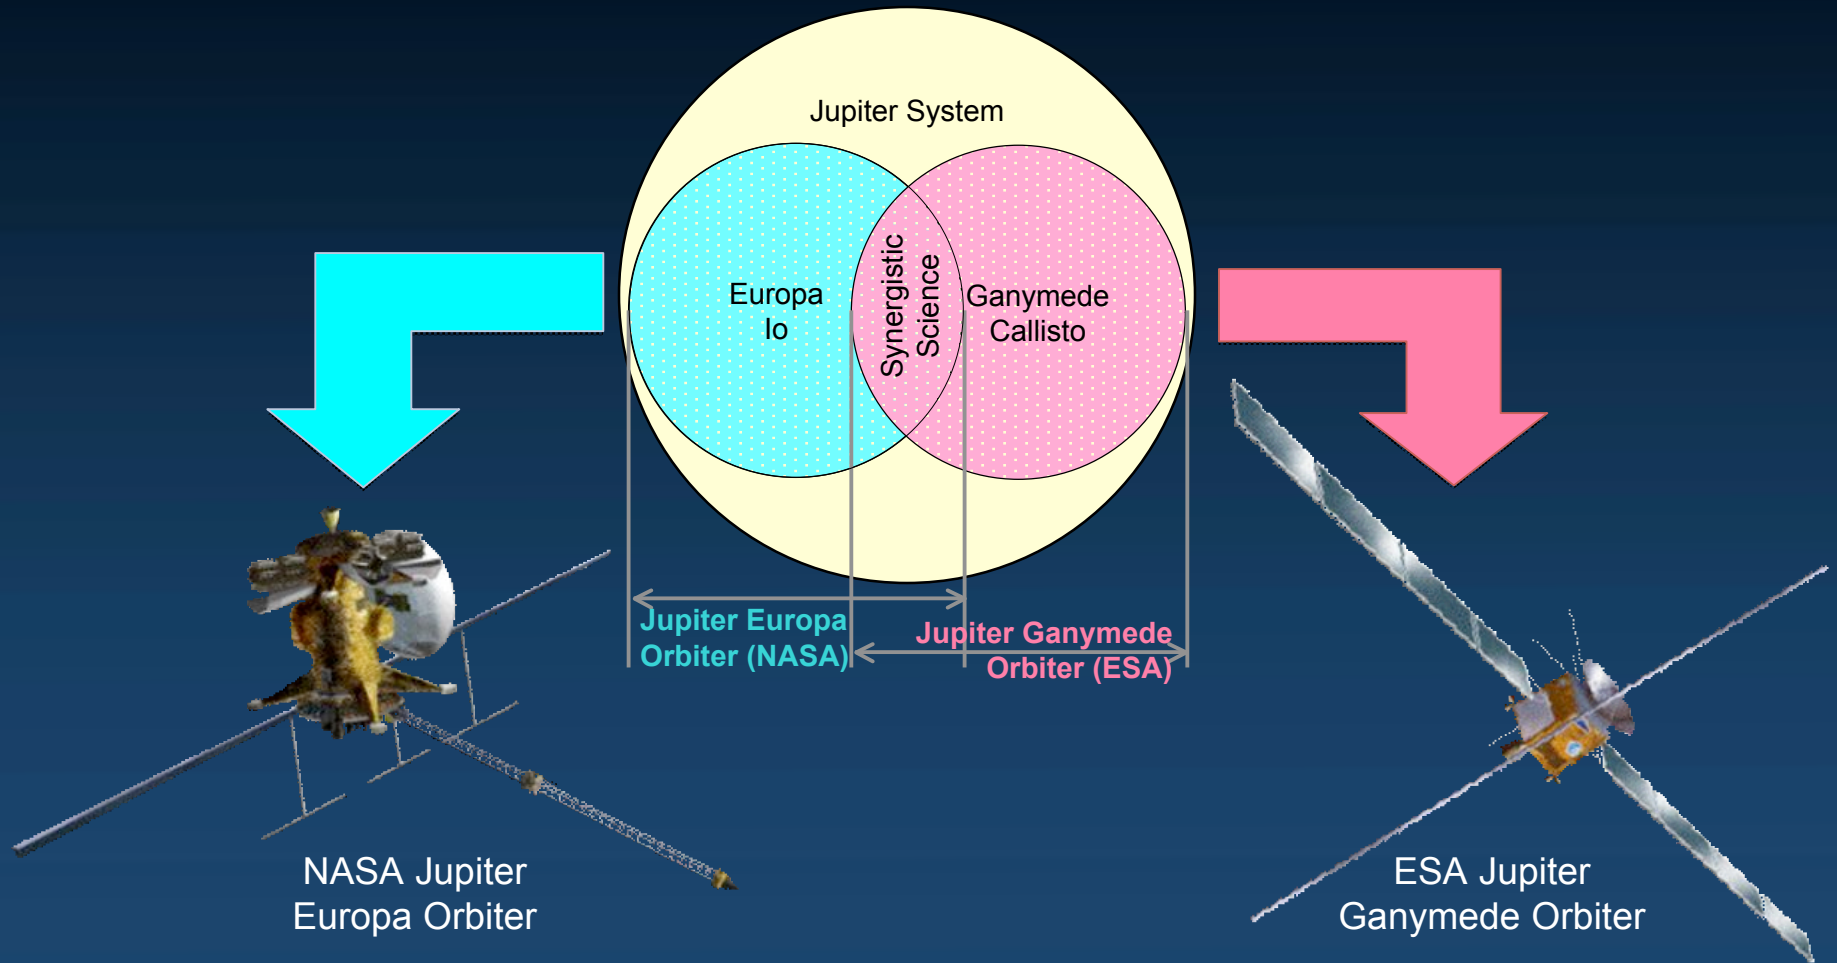 Jupiter System
Europa
Io
Synergistic
Science
Ganymede
Callisto
Jupiter Europa
Orbiter (NASA)
Jupiter Ganymede
Orbiter (ESA)
NASA Jupiter
Europa Orbiter
ESA Jupiter
Ganymede Orbiter